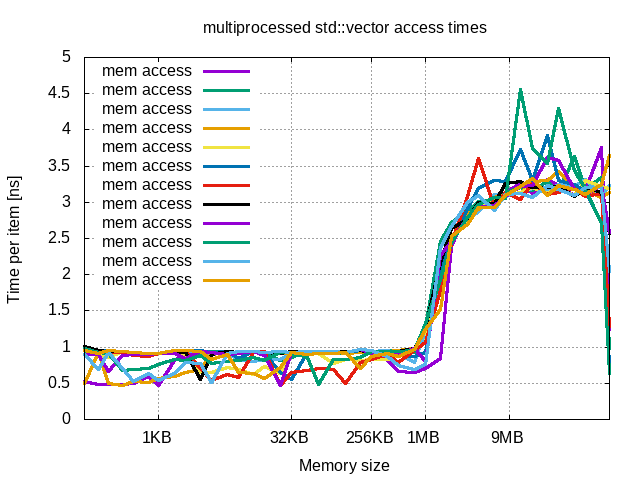 multiprocessed std::vector access times
Time per item [ns]
5
4.5
4
3.5
3
2.5
2
1.5
1
0.5
0
mem access
mem access
mem access
mem access
mem access
mem access
mem access
mem access
mem access
mem access
mem access
mem access
1KB 32KB 256KB 1MB 9MB
Memory size